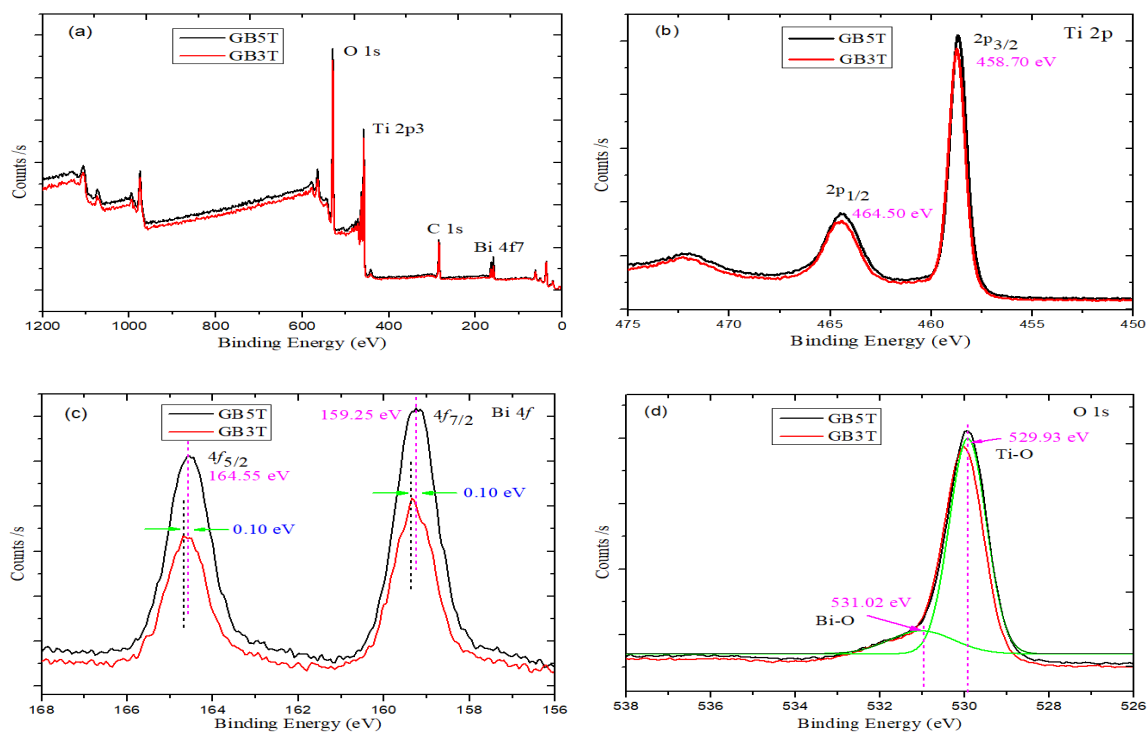 (a)
GB5T
GB3T
O 1s
Ti 2p3
C 1s
Bi 4f7
Counts /s
1200 1000 800 600 400 200 0
Binding Energy (eV)
(b)
GB5T
GB3T
Ti 2p
2p3/2
458.70 eV
2p1/2
464.50 eV
Counts /s
475 470 465 460 455 450
Binding Energy (eV)
(c)
GB5T
GB3T
Bi 4f
159.25 eV
4f7/2
4f5/2
164.55 eV
0.10 eV
0.10 eV
Counts /s
168 166 164 162 160 158 156
Binding Energy (eV)
(d)
GB5T
GB3T
O 1s
529.93 eV
Ti-O
531.02 eV
Bi-O
Counts /s
538 536 534 532 530 528 526
Binding Energy (eV)